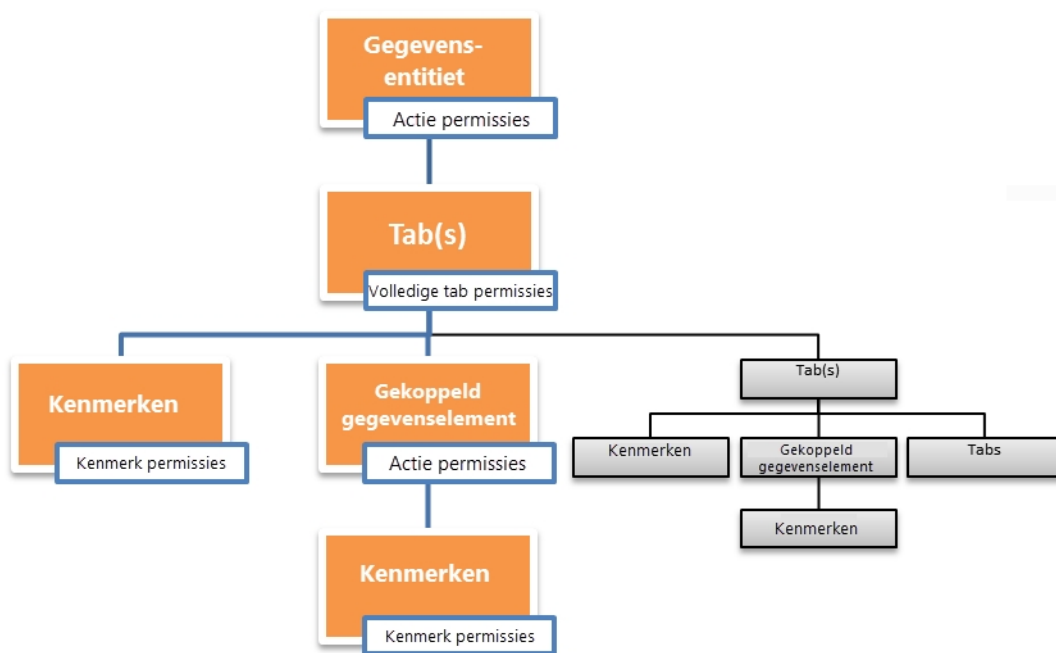 Gegevens-
entitiet
Actie permissies
Tab(s)
Volledige tab permissies
Kenmerken
Kenmerk permissies
Gekoppeld
gegevenselement
Actie permissies
Kenmerken
Kenmerk permissies
Tab(s)
Kenmerken
Gekoppeld
gegevenselement
Tabs
Kenmerken